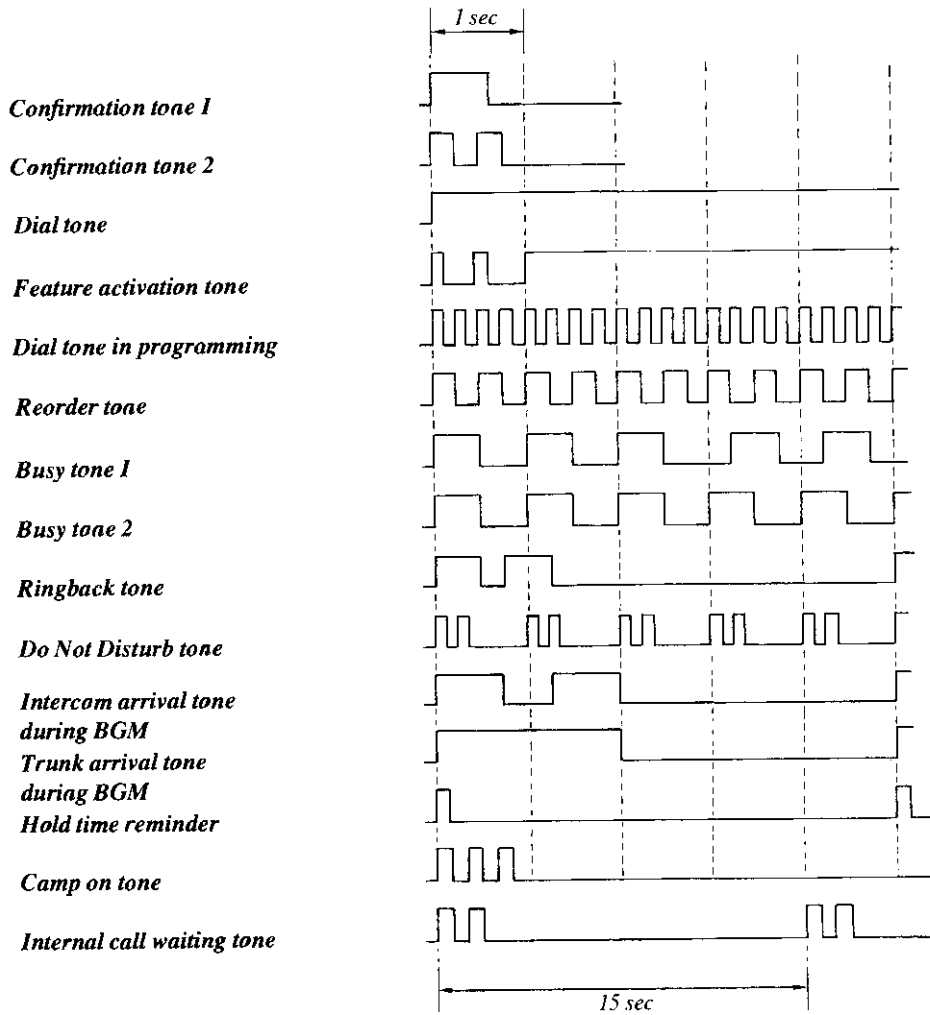 1 sec
Confirmation tone 1
Confirmation tone 2
Dial tone
Feature activation tone
Dial tone in programming
Reorder tone
Busy tone 1
Busy tone 2
Ringback tone
Do Not Disturb tone
Intercom arrival tone
during BGM
Trunk arrival tone
during BGM
Hold time reminder
Camp on tone
Internal call waiting tone
15 sec